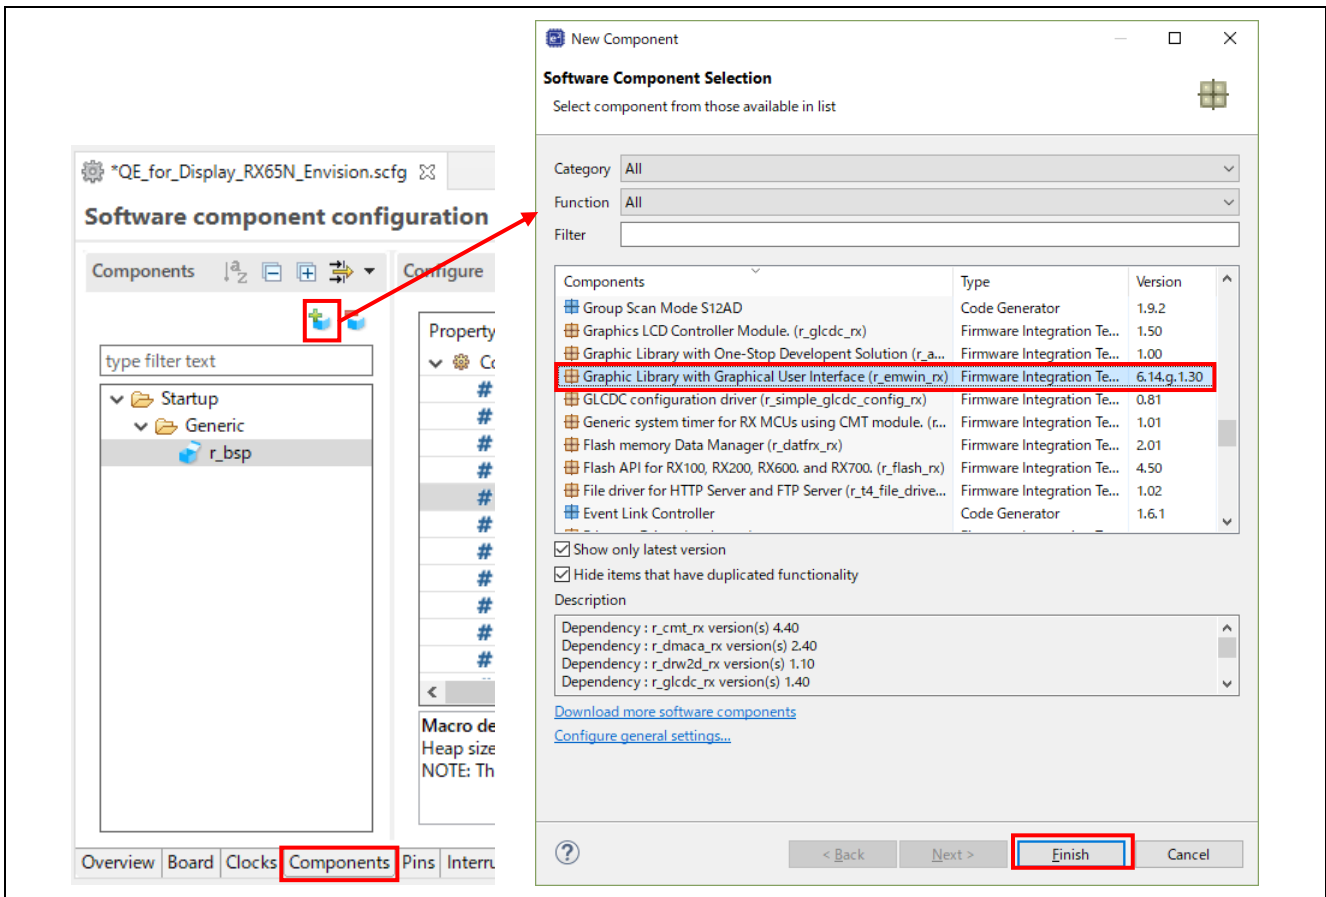 *QE_for_Display_RX65N_Envision.scfg
Software component configuration
Components
Configure
type filter text
Startup
Generic
r_bsp
Property
#
#
#
#
#
#
#
#
#
#
#
Macro de
Heap size
NOTE: Th
Overview Board Clocks Components Pins Interru
New Component
Software Component Selection
Select component from those available in list
Category All
Function All
Filter
Components Type Version
Group Scan Mode S12AD Code Generator 1.9.2
Graphics LCD Controller Module. (r_glcdc_rx) Firmware Integration Te... 1.50
Graphic Library with One-Stop Developent Solution (r_a... Firmware Integration Te... 1.00
Graphic Library with Graphical User Interface (r_emwin_rx) Firmware Integration Te... 6.14.g.1.30
GLCDC configuration driver (r_simple_glcdc_config_rx) Firmware Integration Te... 0.81
Generic system timer for RX MCUs using CMT module. (r... Firmware Integration Te... 1.01
Flash memory Data Manager (r_datfrx_rx) Firmware Integration Te... 2.01
Flash API for RX100, RX200, RX600. and RX700. (r_flash_rx) Firmware Integration Te... 4.50
File driver for HTTP Server and FTP Server (r_t4_file_drive... Firmware Integration Te... 1.02
Event Link Controller Code Generator 1.6.1
Show only latest version
Hide items that have duplicated functionality
Description
Dependency : r_cmt_rx version(s) 4.40
Dependency : r_dmaca_rx version(s) 2.40
Dependency : r_drw2d_rx version(s) 1.10
Dependency : r_glcdc_rx version(s) 1.40
Download more software components
Configure general settings...
? < Back Next > Finish Cancel